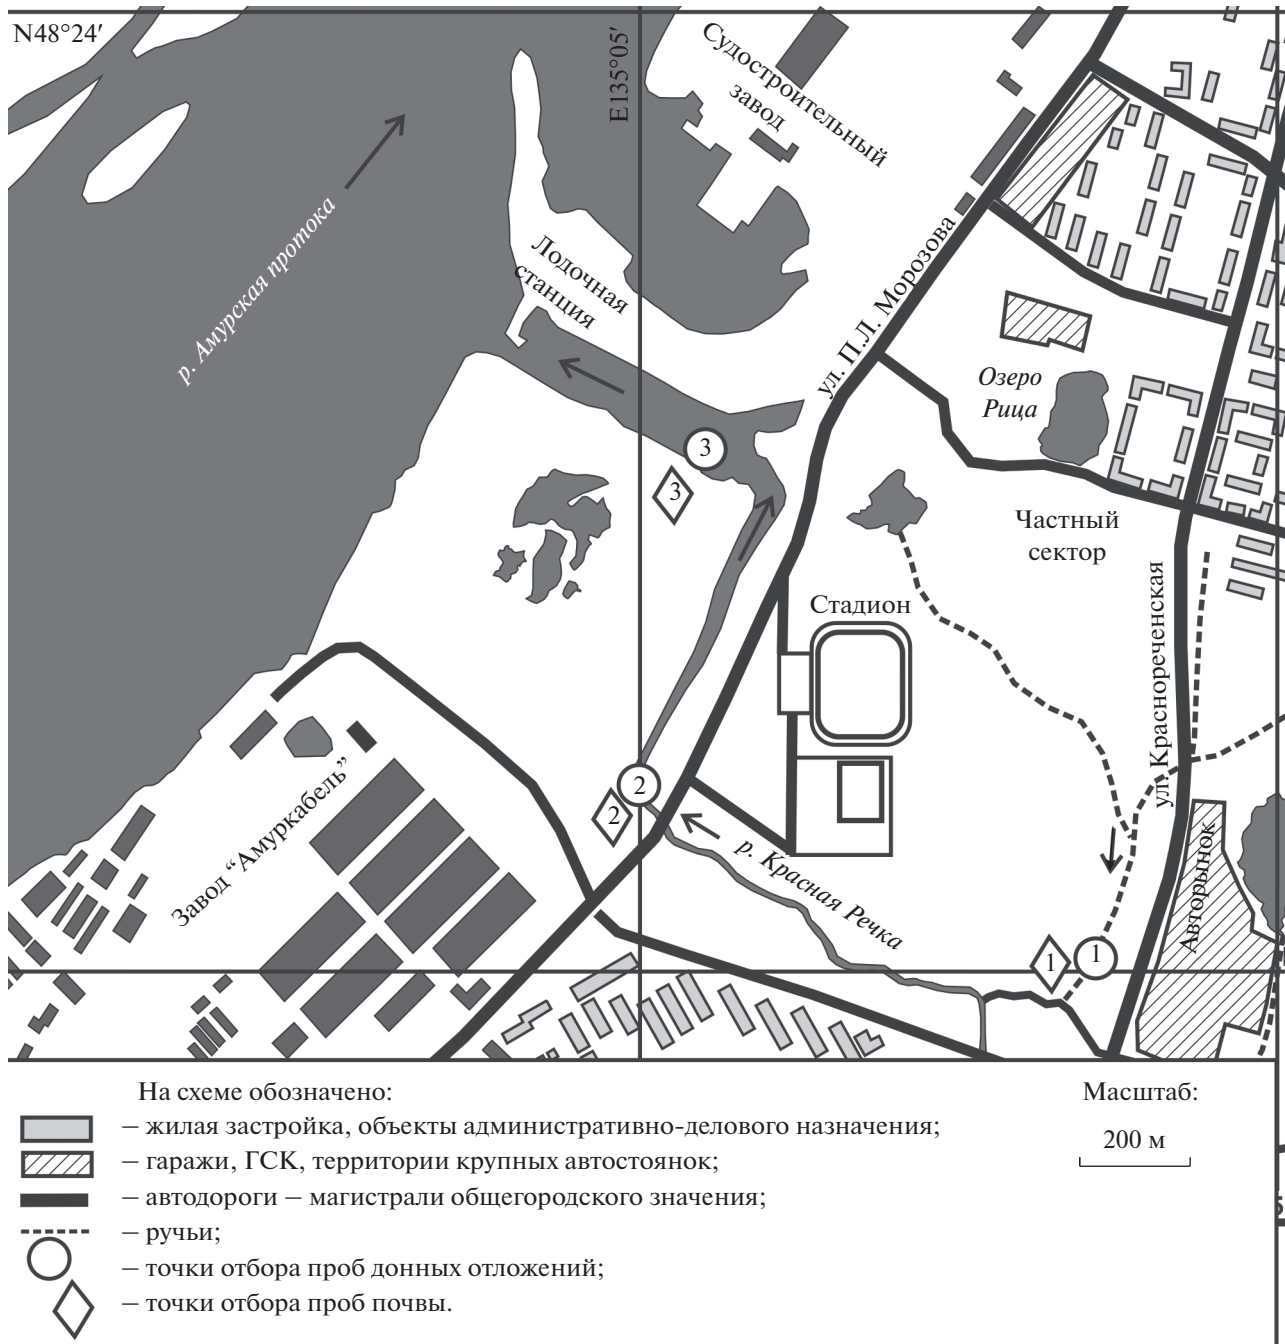 N48°24′
E135°05′
Судостроительный
завод
р. Амурская протока
Лодочная
станция
ул. П.Л. Морозова
Озеро
Рица
3
3
Частный
сектор
Стадион
ул. Краснореченская
2
2
Завод “Амуркабель”
р. Красная Речка
Авторынок
1
1
На схеме обозначено:
Масштаб:
– жилая застройка, объекты административно-делового назначения;
200 м
– гаражи, ГСК, территории крупных автостоянок;
– автодороги – магистрали общегородского значения;
– ручьи;
– точки отбора проб донных отложений;
– точки отбора проб почвы.